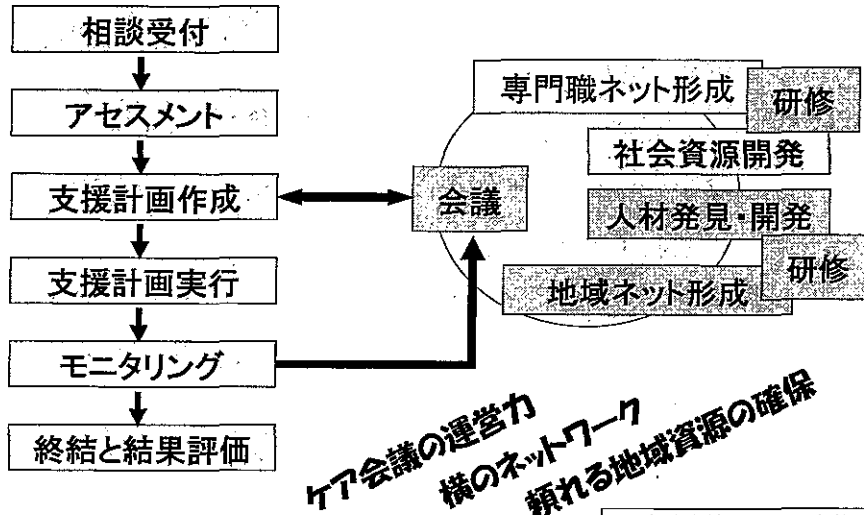 相談受付
アセスメント
支援計画作成
支援計画実行
モニタリング
終結と結果評価
会議
専門職ネット形成
研修
社会資源開発
人材発見・開発
研修
地域ネット形成
ケア会議の運営力
横のネットワーク
頼れる地域資源の確保